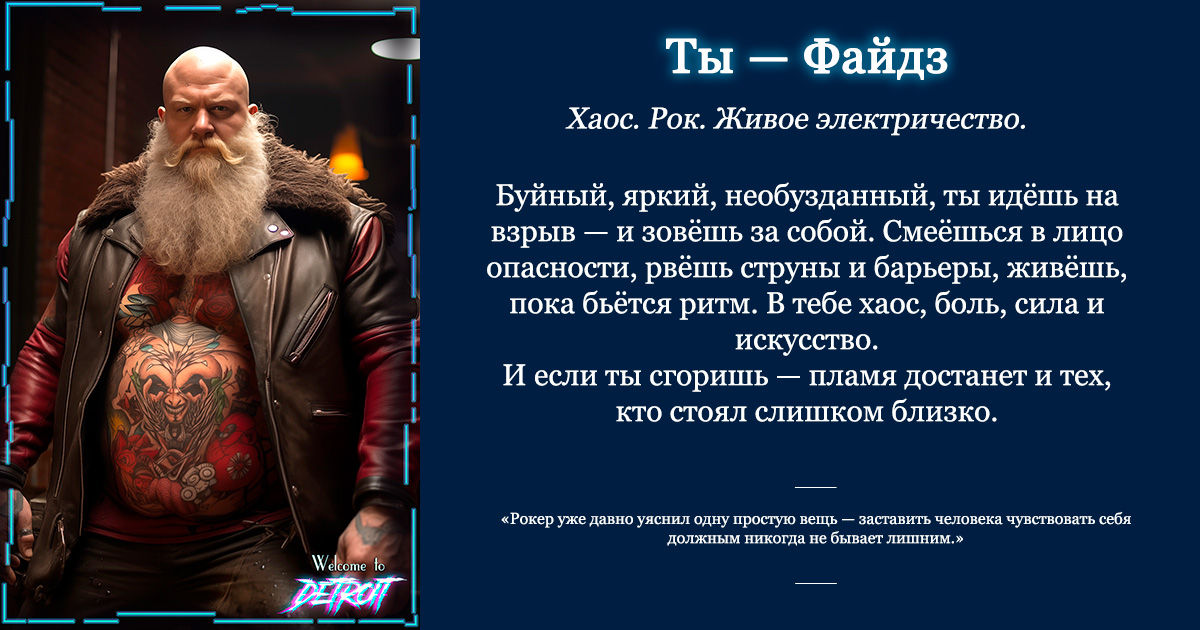 Ты — Файдз
Хаос. Рок. Живое электричество.
Буйный, яркий, необузданный, ты идёшь на
взрыв — и зовёшь за собой. Смеёшься в лицо
опасности, рвёшь струны и барьеры, живёшь,
пока бьётся ритм. В тебе хаос, боль, сила и
искусство.
И если ты сгоришь — пламя достанет и тех,
кто стоял слишком близко.
«Рокер уже давно уяснил одну простую вещь — заставить человека чувствовать себя
должным никогда не бывает лишним.»
Welcome to
DETROIT